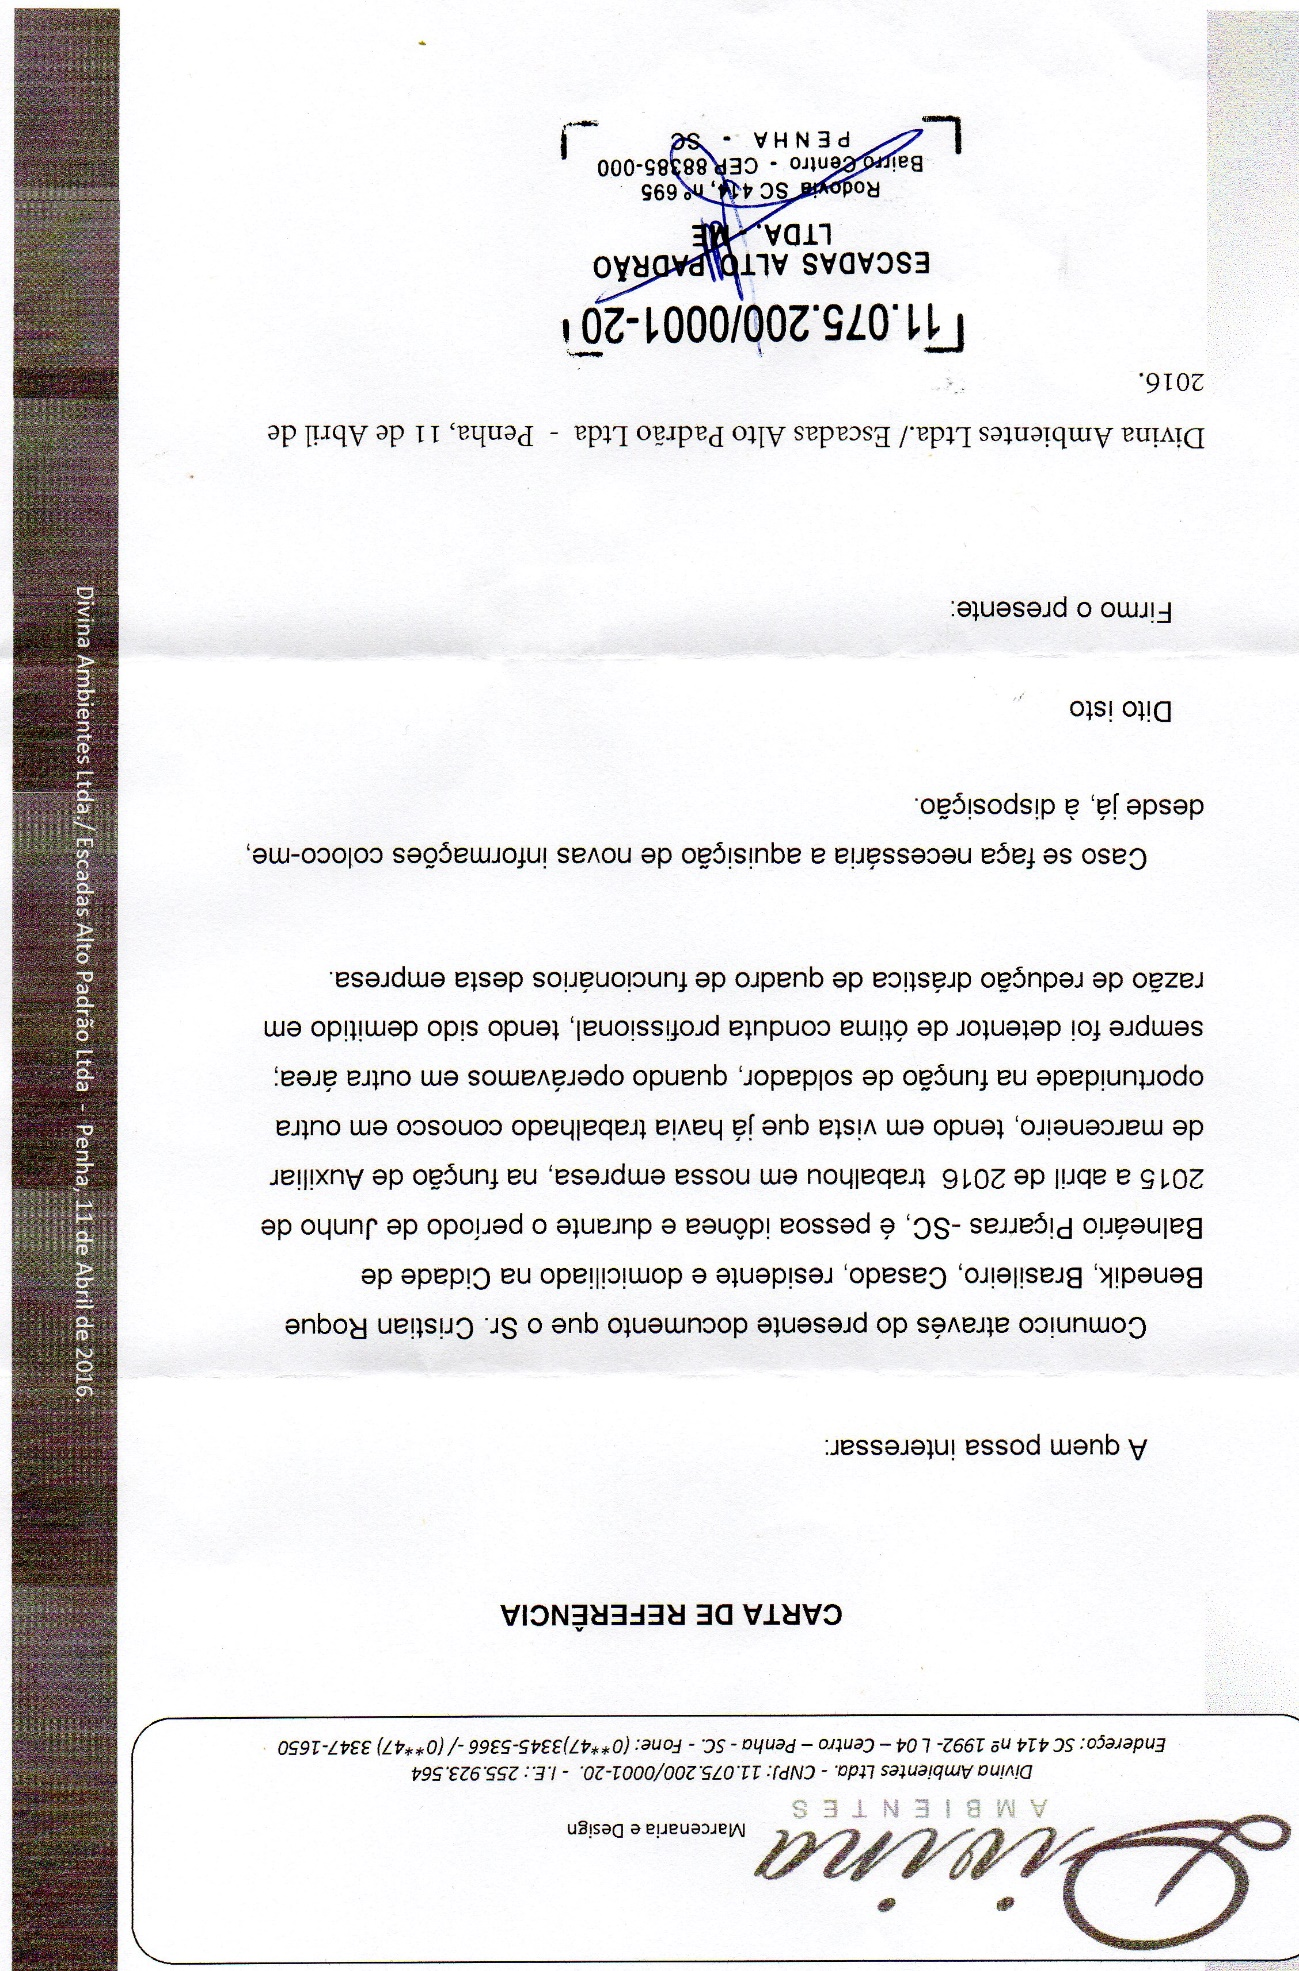 Divina
AMBIENTES
Marcenaria e Design
Divina Ambientes Ltda. - CNPJ: 11.075.200/0001-20. - I.E.: 255.923.564
Endereço: SC 414 nº 1992- L 04 – Centro – Penha - SC. - Fone: (0**47)3345-5366 -/ (0**47) 3347-1650
CARTA DE REFERÊNCIA
A quem possa interessar:
Comunico através do presente documento que o Sr. Cristian Roque
Benedik, Brasileiro, Casado, residente e domiciliado na Cidade de
Balneário Piçarras -SC, é pessoa idônea e durante o período de Junho de
2015 a abril de 2016 trabalhou em nossa empresa, na função de Auxiliar
de marceneiro, tendo em vista que já havia trabalhado conosco em outra
oportunidade na função de soldador, quando operávamos em outra área;
sempre foi detentor de ótima conduta profissional, tendo sido demitido em
razão de redução drástica de quadro de funcionários desta empresa.
Caso se faça necessária a aquisição de novas informações coloco-me,
desde já, à disposição.
Dito isto
Firmo o presente:
Divina Ambientes Ltda./ Escadas Alto Padrão Ltda - Penha, 11 de Abril de
2016.
11.075.200/0001-20
ESCADAS ALTO PADRÃO
LTDA. - ME
Rodovia SC 414, nº 695
Bairro Centro - CEP 88385-000
PENHA - SC
Divina Ambientes Ltda./ Escadas Alto Padrão Ltda - Penha, 11 de Abril de 2016.